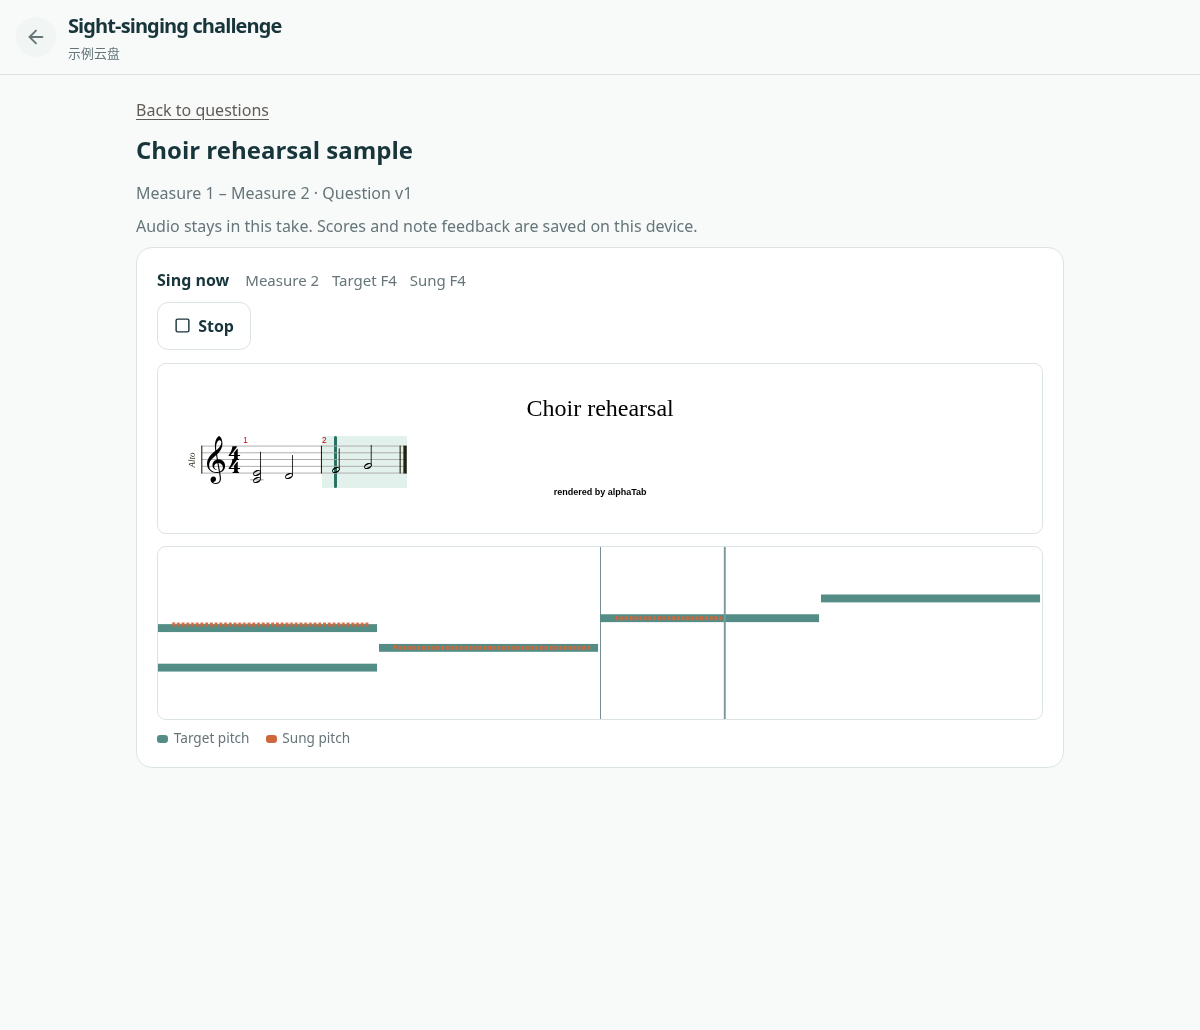 Sight-singing challenge
示例云盘
Back to questions
Choir rehearsal sample
Measure 1 – Measure 2 · Question v1
Audio stays in this take. Scores and note feedback are saved on this device.
Sing now Measure 2 Target F4 Sung F4
Stop
Choir rehearsal
1 2
Alto
4
4
rendered by alphaTab
Target pitch Sung pitch